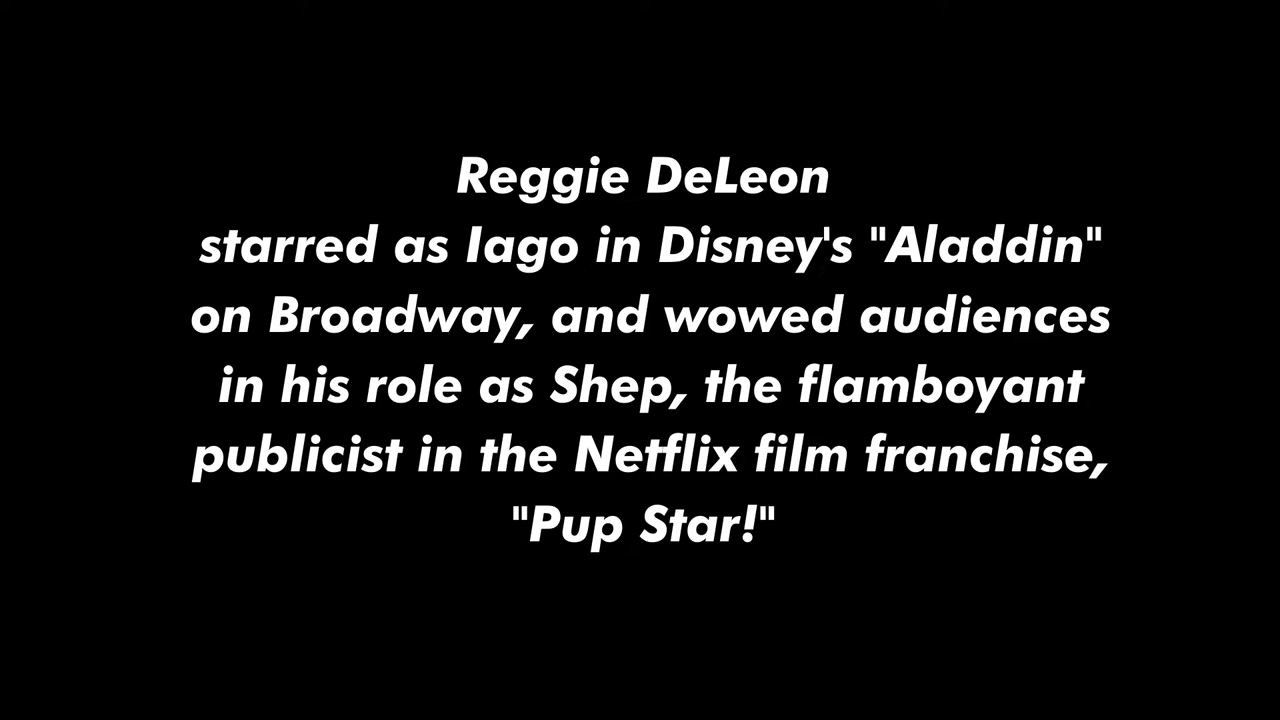 Reggie DeLeon
starred as Iago in Disney's "Aladdin"
on Broadway, and wowed audiences
in his role as Shep, the flamboyant
publicist in the Netflix film franchise,
"Pup Star!"